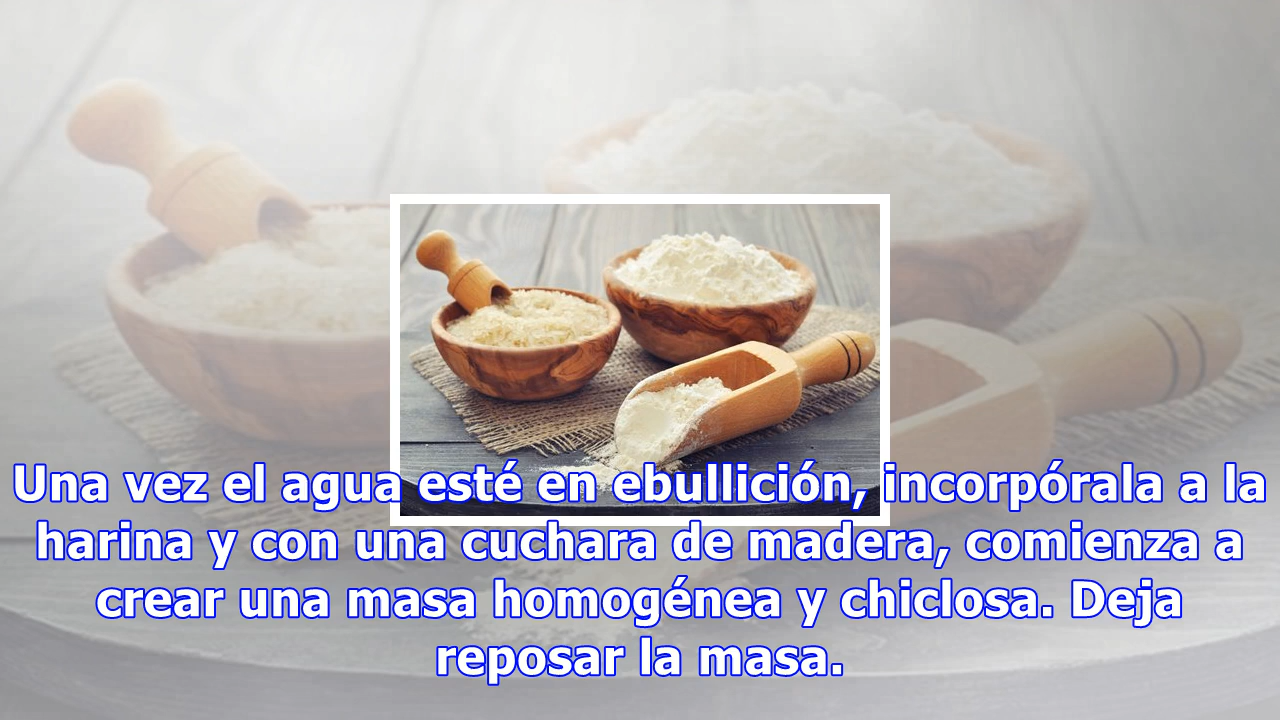 Una vez el agua esté en ebullición, incorpórala a la
harina y con una cuchara de madera, comienza a
crear una masa homogénea y chiclosa. Deja
reposar la masa.